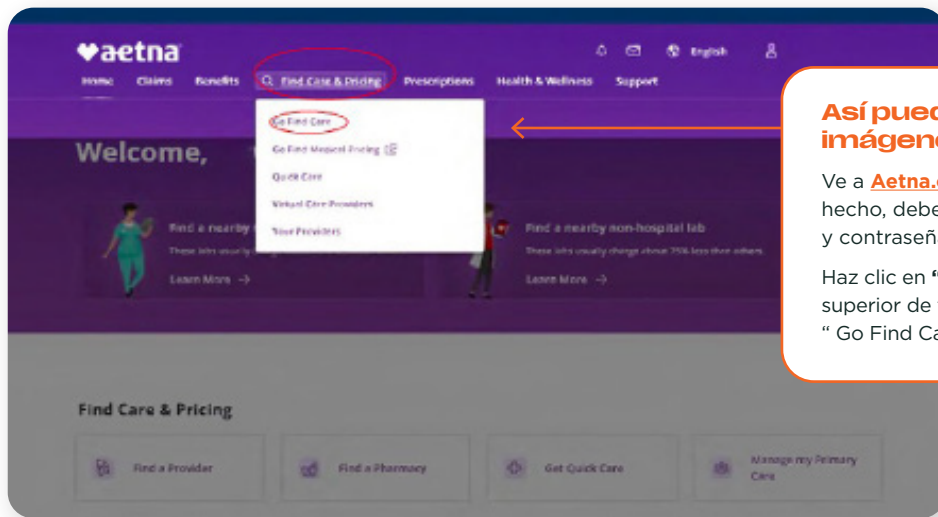 aetna
English
Home Claims Benefits Find Care & Pricing Prescriptions Health & Wellness Support
Go Find Care
Go Find Medical Pricing
Quick Care
Virtual Care Providers
Your Providers
Welcome,
Find a nearby
These labs usually
Learn More →
Find a nearby non-hospital lab
These labs usually charge about 75% less than others.
Learn More →
Así pued
imágene
Ve a Aetna.
hecho, debe
y contraseñ
Haz clic en “
superior de
“ Go Find Ca
Find Care & Pricing
Find a Provider
Find a Pharmacy
Get Quick Care
Manage my Primary
Care